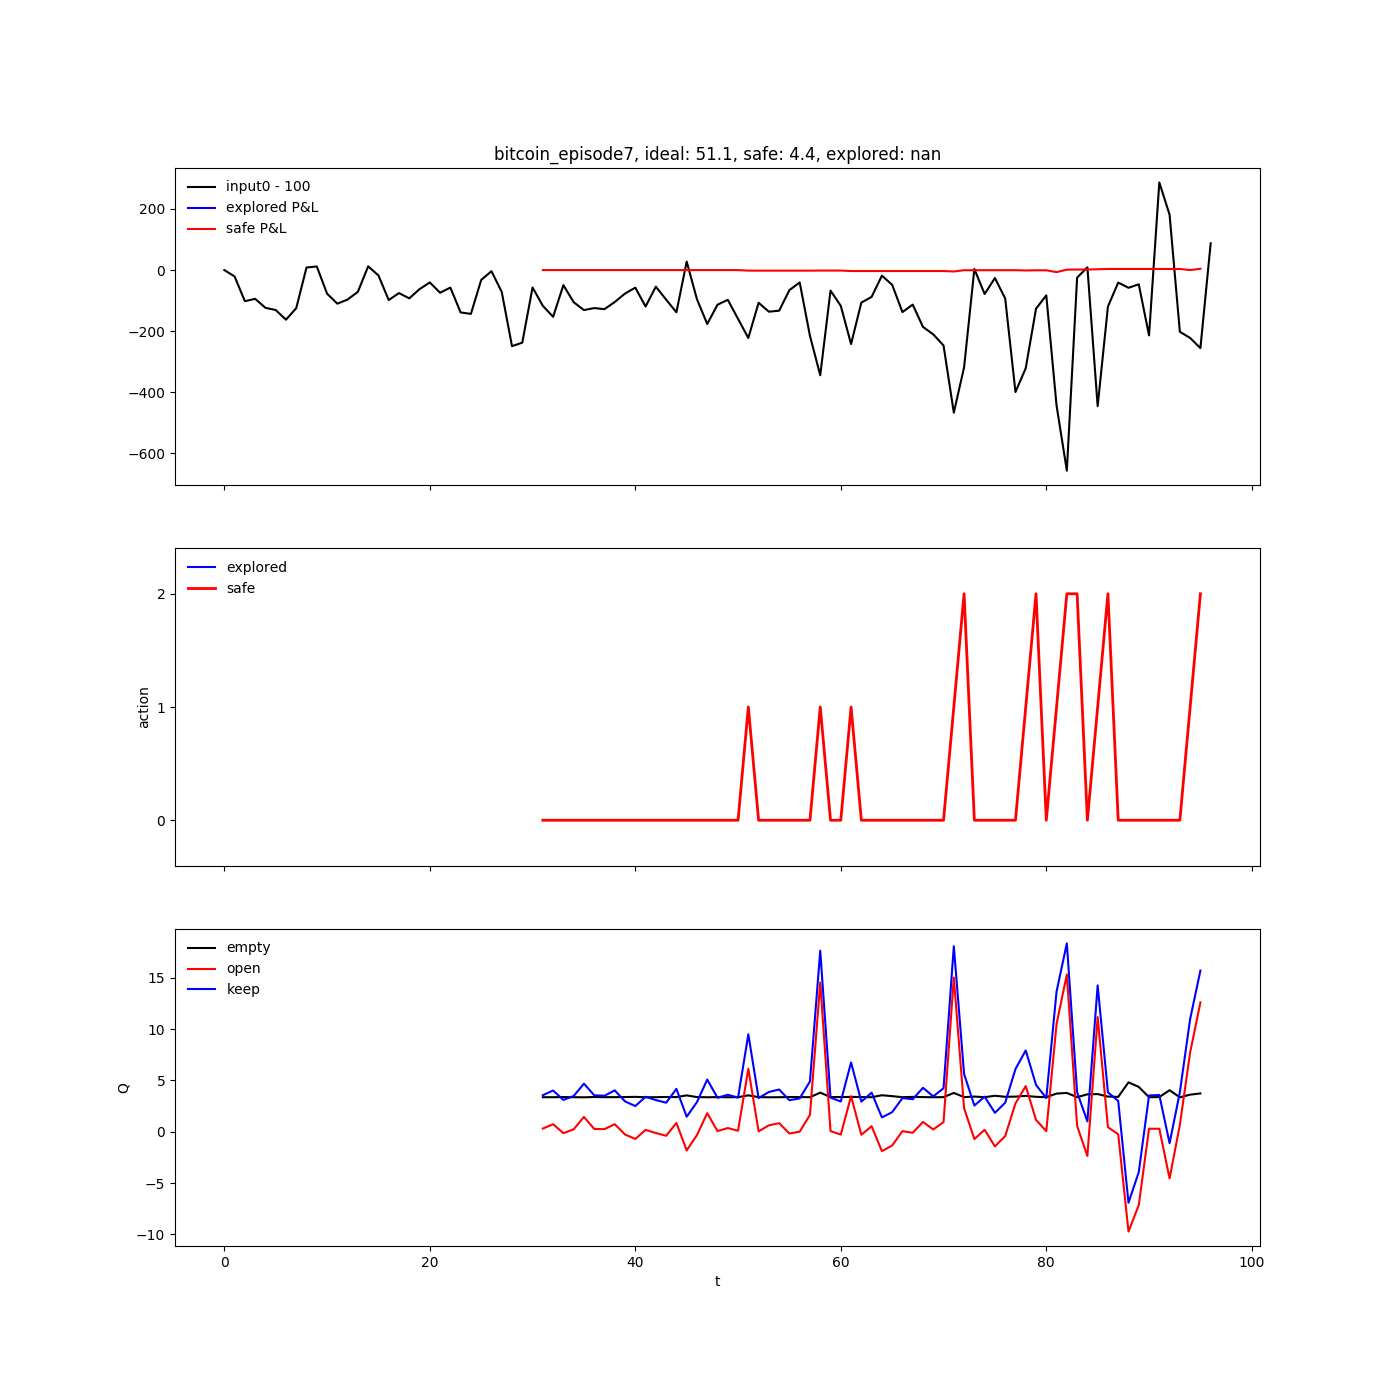 bitcoin_episode7, ideal: 51.1, safe: 4.4, explored: nan
input0 - 100
explored P&L
safe P&L
200
0
−200
−400
−600
explored
safe
2
1
0
action
empty
open
keep
15
10
5
0
−5
−10
Q
0 20 40 60 80 100
t